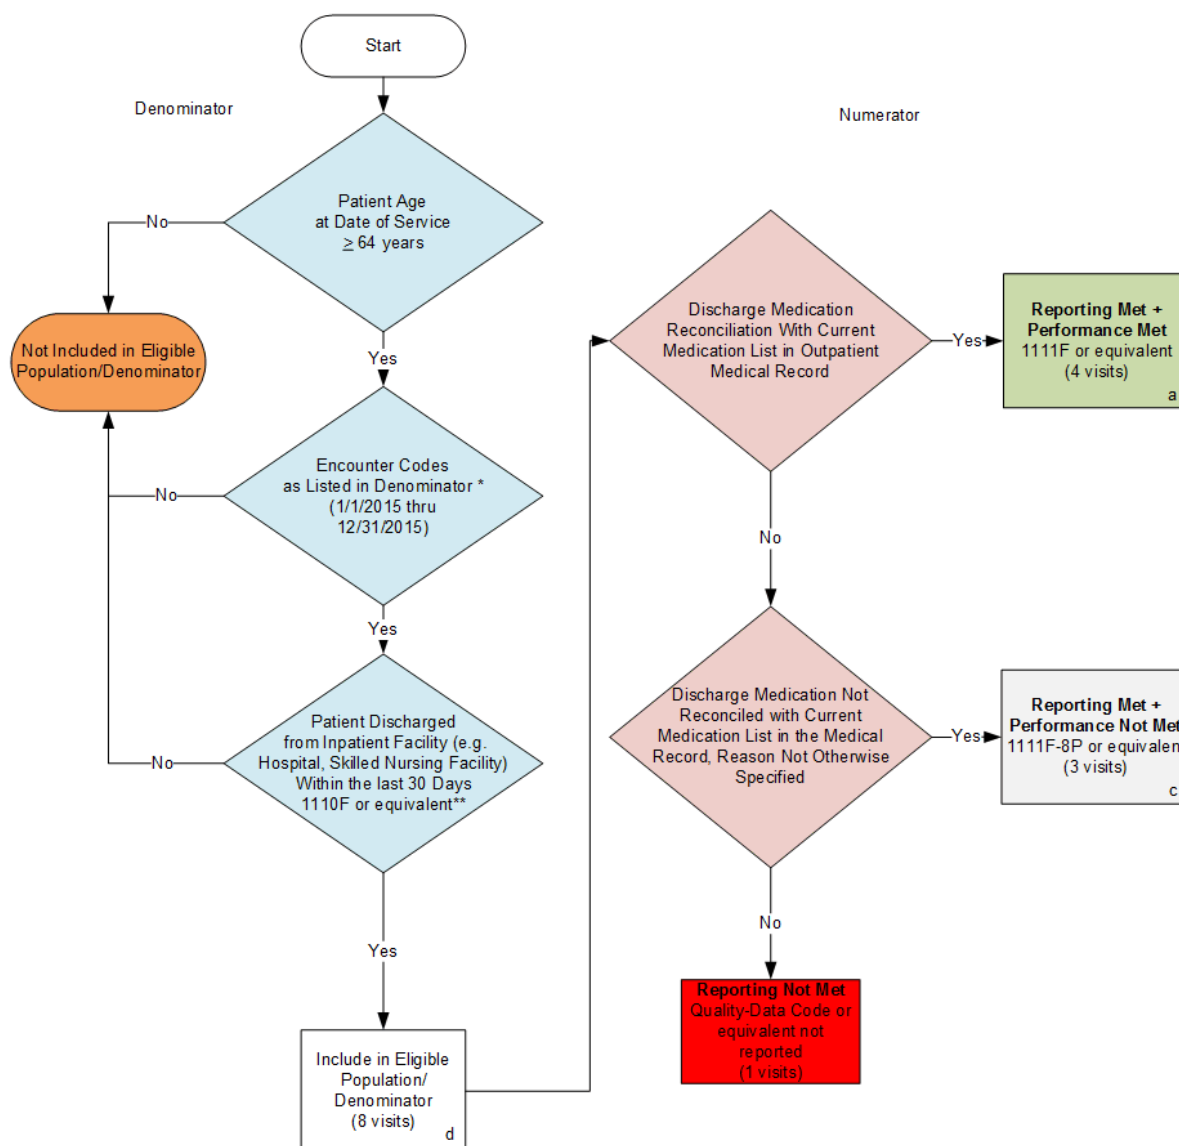 Start
Denominator
Numerator
Patient Age
at Date of Service
≥ 64 years
No
Yes
Not Included in Eligible
Population/Denominator
Encounter Codes
as Listed in Denominator *
(1/1/2015 thru
12/31/2015)
No
Yes
Patient Discharged
from Inpatient Facility (e.g.
Hospital, Skilled Nursing Facility)
Within the last 30 Days
1110F or equivalent**
No
Yes
Include in Eligible
Population/
Denominator
(8 visits)
d
Discharge Medication
Reconciliation With Current
Medication List in Outpatient
Medical Record
Yes
Reporting Met +
Performance Met
1111F or equivalent
(4 visits)
a
No
Discharge Medication Not
Reconciled with Current
Medication List in the Medical
Record, Reason Not Otherwise
Specified
Yes
Reporting Met +
Performance Not Met
1111F-8P or equivalent
(3 visits)
c
No
Reporting Not Met
Quality-Data Code or
equivalent not
reported
(1 visits)